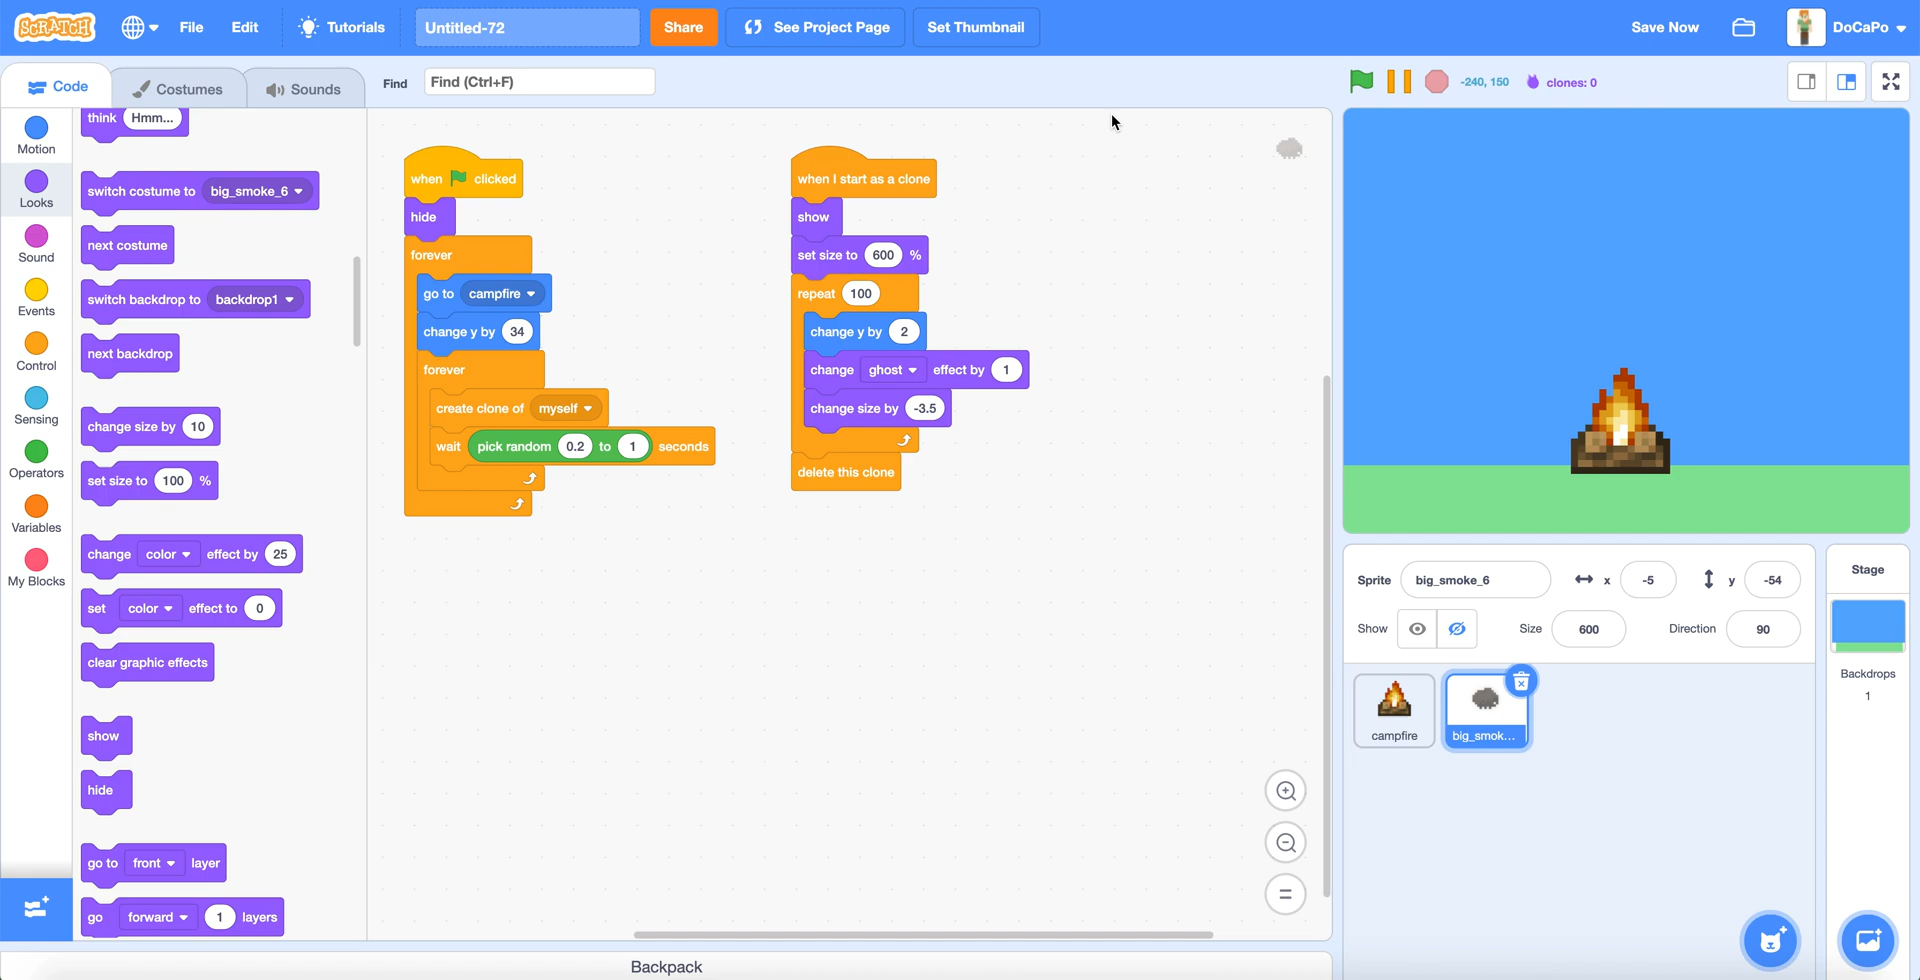 SCRATCH File Edit Tutorials Untitled-72 Share See Project Page Set Thumbnail Save Now DoCaPo
Code Costumes Sounds Find Find (Ctrl+F) -240, 150 clones: 0
Motion
Looks
Sound
Events
Control
Sensing
Operators
Variables
My Blocks
think Hmm...
switch costume to big_smoke_6
next costume
switch backdrop to backdrop1
next backdrop
change size by 10
set size to 100 %
change color effect by 25
set color effect to 0
clear graphic effects
show
hide
go to front layer
go forward 1 layers
when clicked
hide
forever
go to campfire
change y by 34
forever
create clone of myself
wait pick random 0.2 to 1 seconds
when I start as a clone
show
set size to 600 %
repeat 100
change y by 2
change ghost effect by 1
change size by -3.5
delete this clone
Sprite big_smoke_6 x -5 y -54
Show Size 600 Direction 90
campfire
big_smok...
Stage
Backdrops
1
Backpack